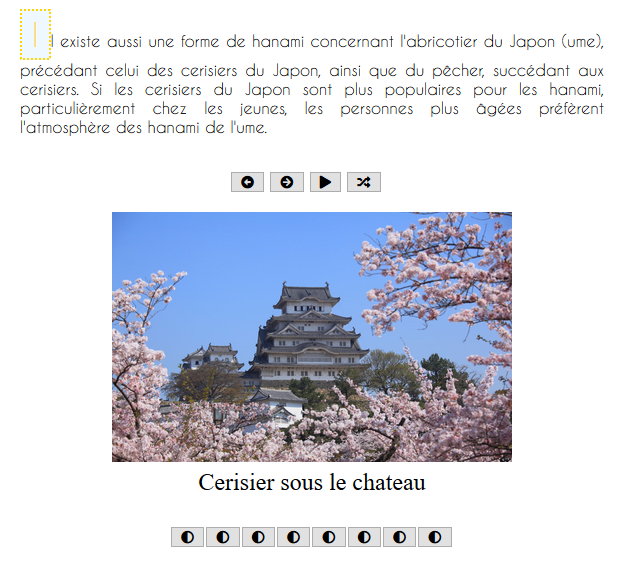 Il existe aussi une forme de hanami concernant l'abricotier du Japon (ume),
précédant celui des cerisiers du Japon, ainsi que du pêcher, succédant aux
cerisiers. Si les cerisiers du Japon sont plus populaires pour les hanami,
particulièrement chez les jeunes, les personnes plus âgées préfèrent
l'atmosphère des hanami de l'ume.
Cerisier sous le chateau